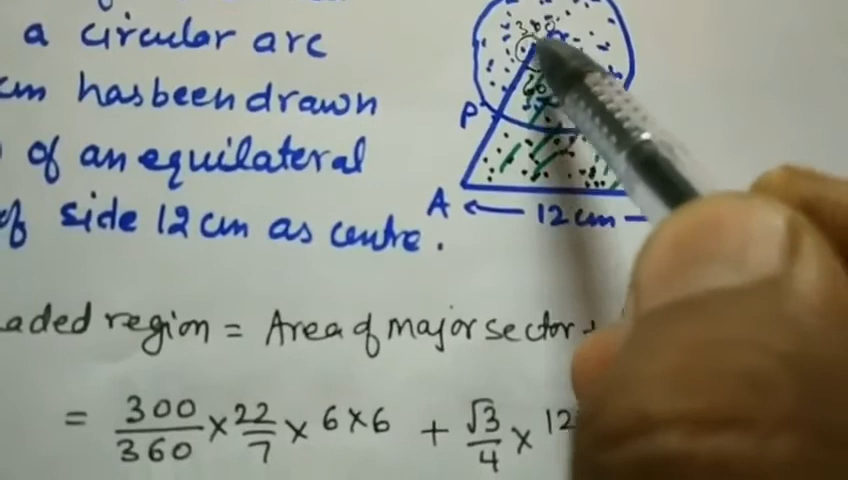 a circular arc
cm has been drawn
of an equilateral
of side 12 cm as centre.
300
60
P
A
12 cm
aded region = Area of major sector +
= 300/360 × 22/7 × 6×6 + √3/4 × 12